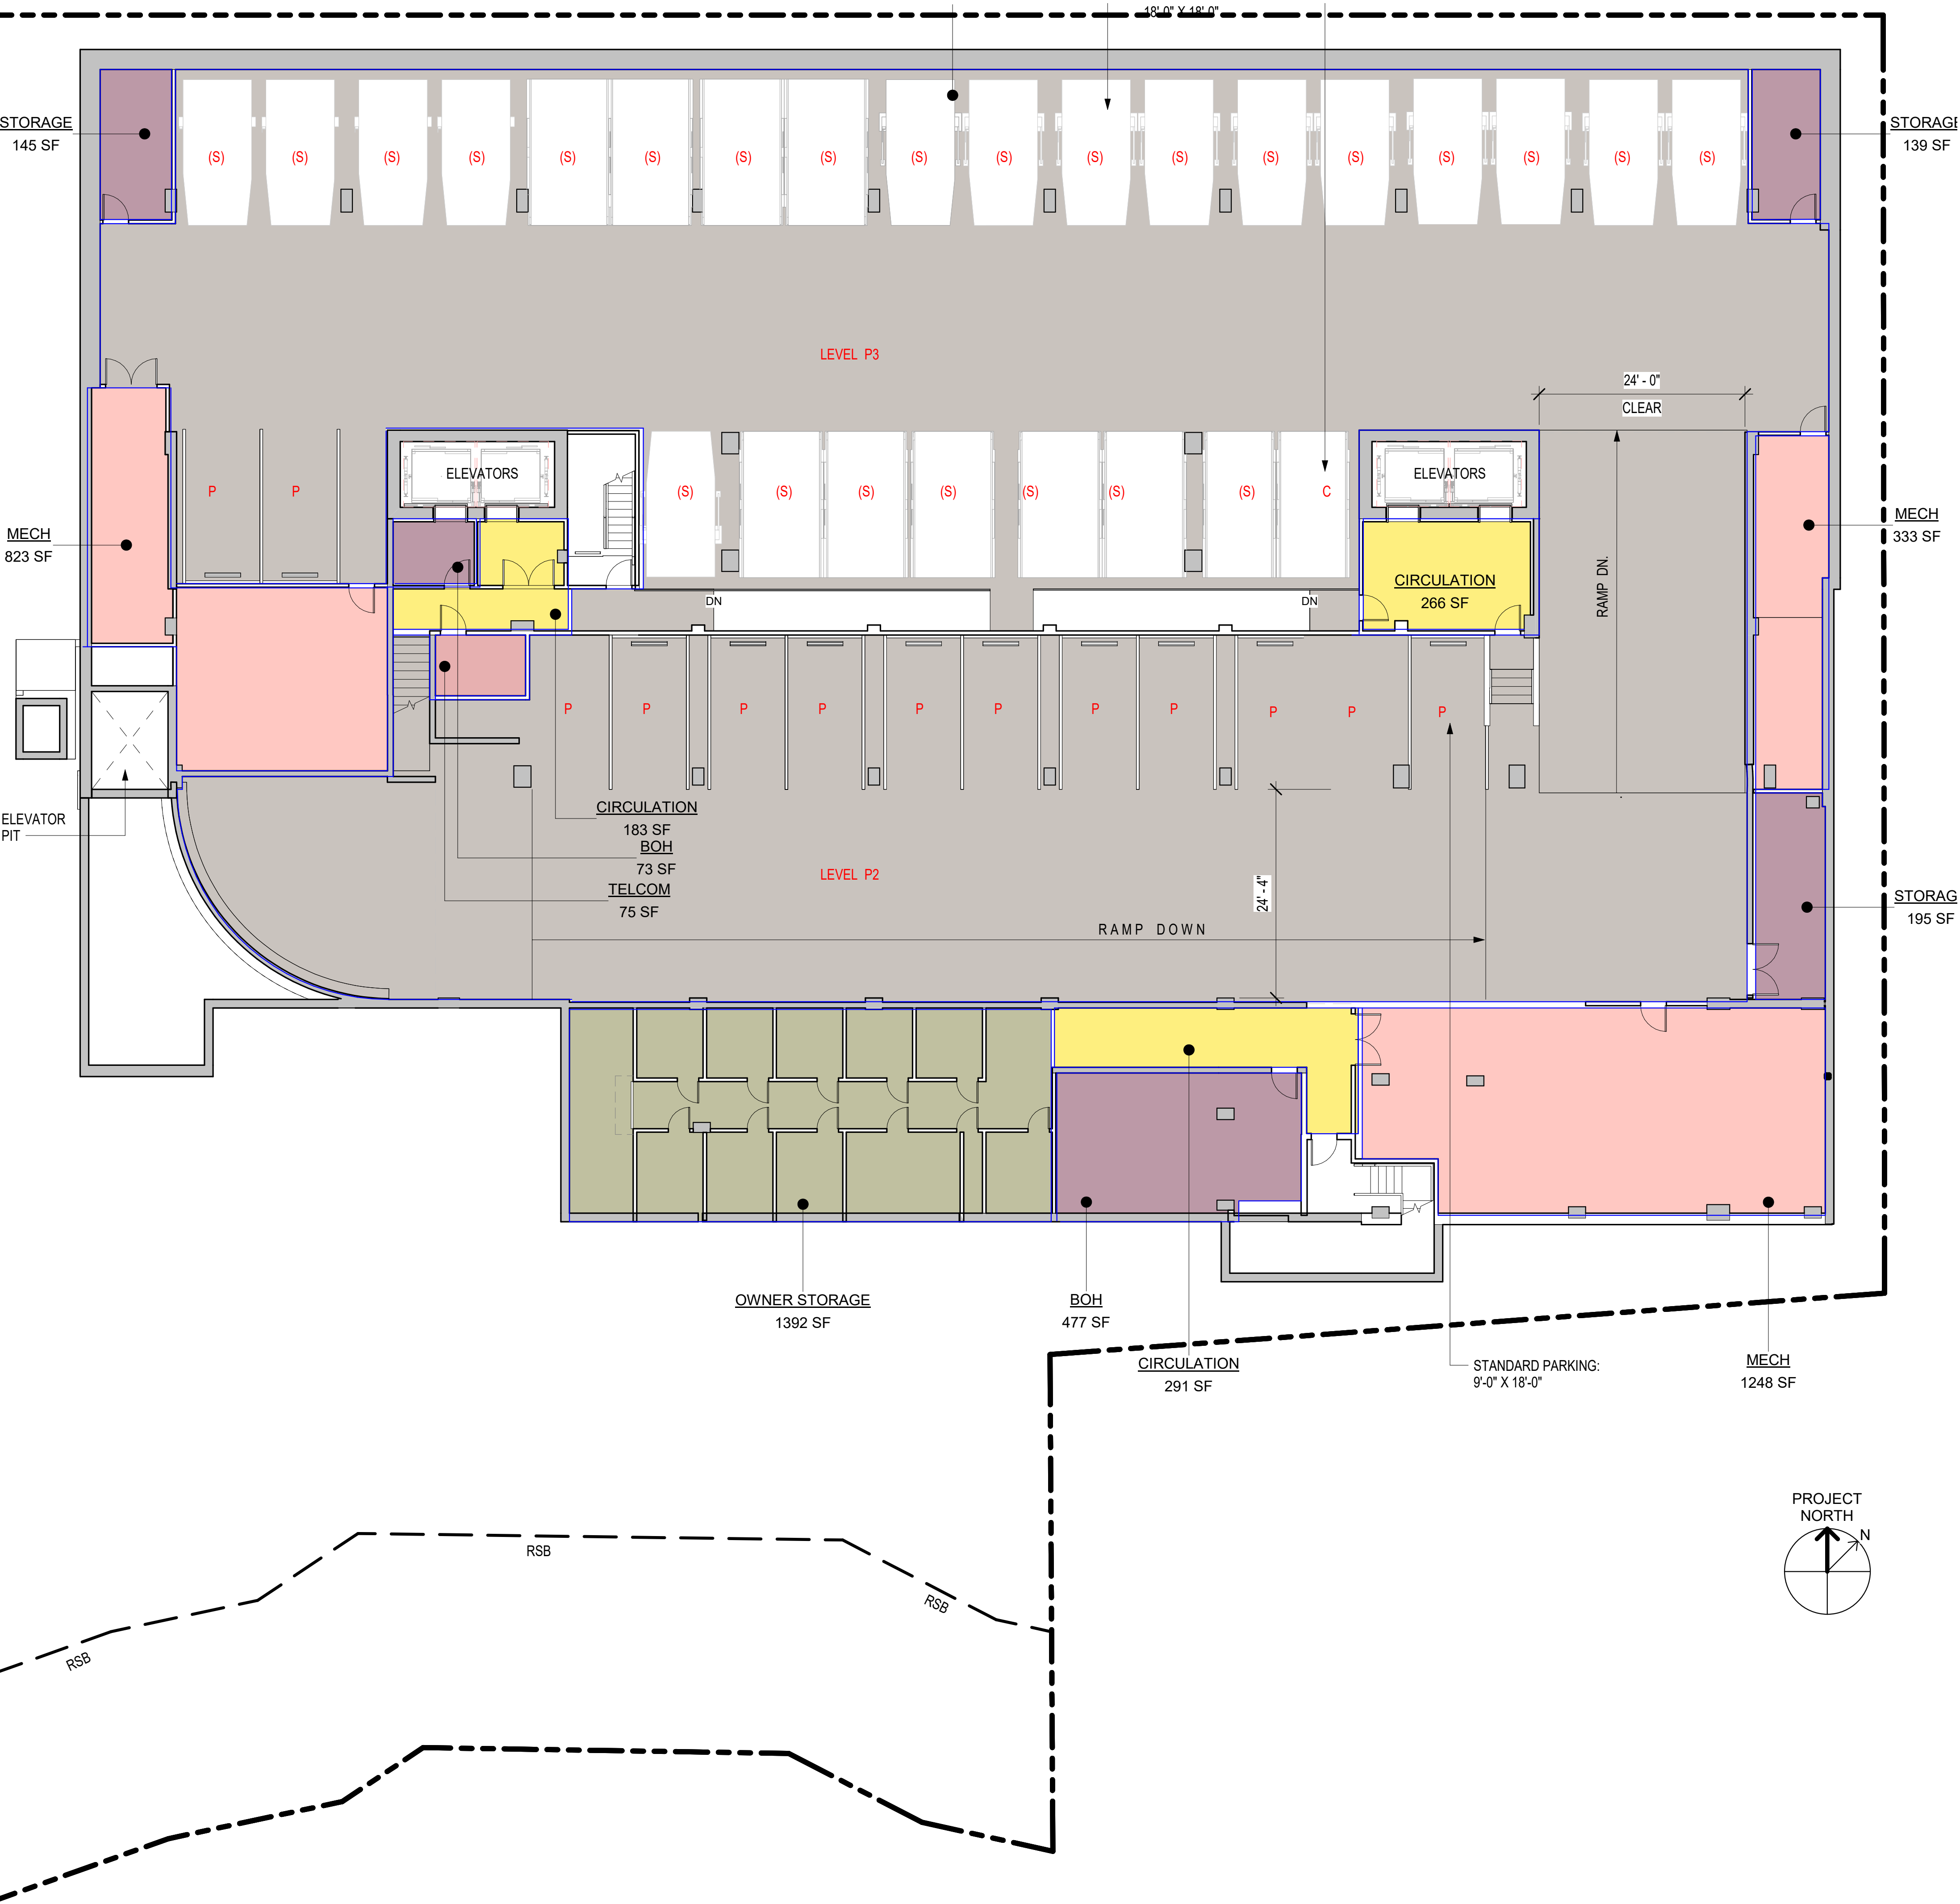 18'-0" X 18'-0"
STORAGE
145 SF
STORAGE
139 SF
(S) (S) (S) (S) (S) (S) (S) (S) (S) (S) (S) (S) (S) (S) (S) (S) (S) (S)
LEVEL P3
24' - 0"
CLEAR
ELEVATORS
ELEVATORS
P P (S) (S) (S) (S) (S) (S) (S) C
MECH
823 SF
MECH
333 SF
CIRCULATION
266 SF
RAMP DN.
DN
DN
P P P P P P P P P P P
ELEVATOR
PIT
CIRCULATION
183 SF
BOH
73 SF
TELCOM
75 SF
LEVEL P2
24' - 4"
RAMP DOWN
STORAG
195 SF
OWNER STORAGE
1392 SF
BOH
477 SF
CIRCULATION
291 SF
STANDARD PARKING:
9'-0" X 18'-0"
MECH
1248 SF
PROJECT
NORTH
N
RSB
RSB
RSB